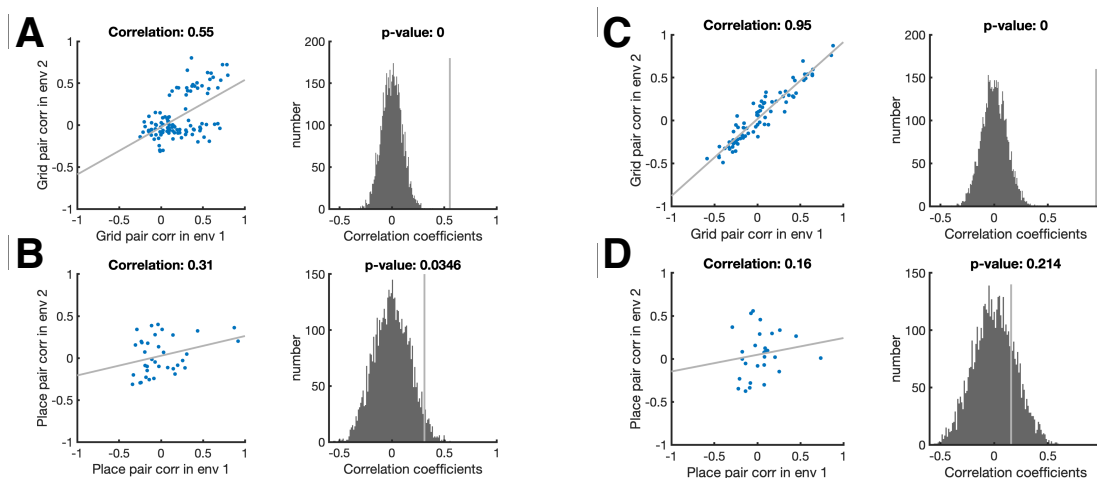 A
Correlation: 0.55
Grid pair corr in env 2
1
0.5
0
-0.5
-1
-1 -0.5 0 0.5 1
Grid pair corr in env 1
p-value: 0
number
200
150
100
50
0
-0.5 0 0.5 1
Correlation coefficients
B
Correlation: 0.31
Place pair corr in env 2
1
0.5
0
-0.5
-1
-1 -0.5 0 0.5 1
Place pair corr in env 1
p-value: 0.0346
number
150
100
50
0
-0.5 0 0.5 1
Correlation coefficients
C
Correlation: 0.95
Grid pair corr in env 2
1
0.5
0
-0.5
-1
-1 -0.5 0 0.5 1
Grid pair corr in env 1
p-value: 0
number
200
150
100
50
0
-0.5 0 0.5
Correlation coefficients
D
Correlation: 0.16
Place pair corr in env 2
1
0.5
0
-0.5
-1
-1 -0.5 0 0.5 1
Place pair corr in env 1
p-value: 0.214
number
150
100
50
0
-0.5 0 0.5
Correlation coefficients